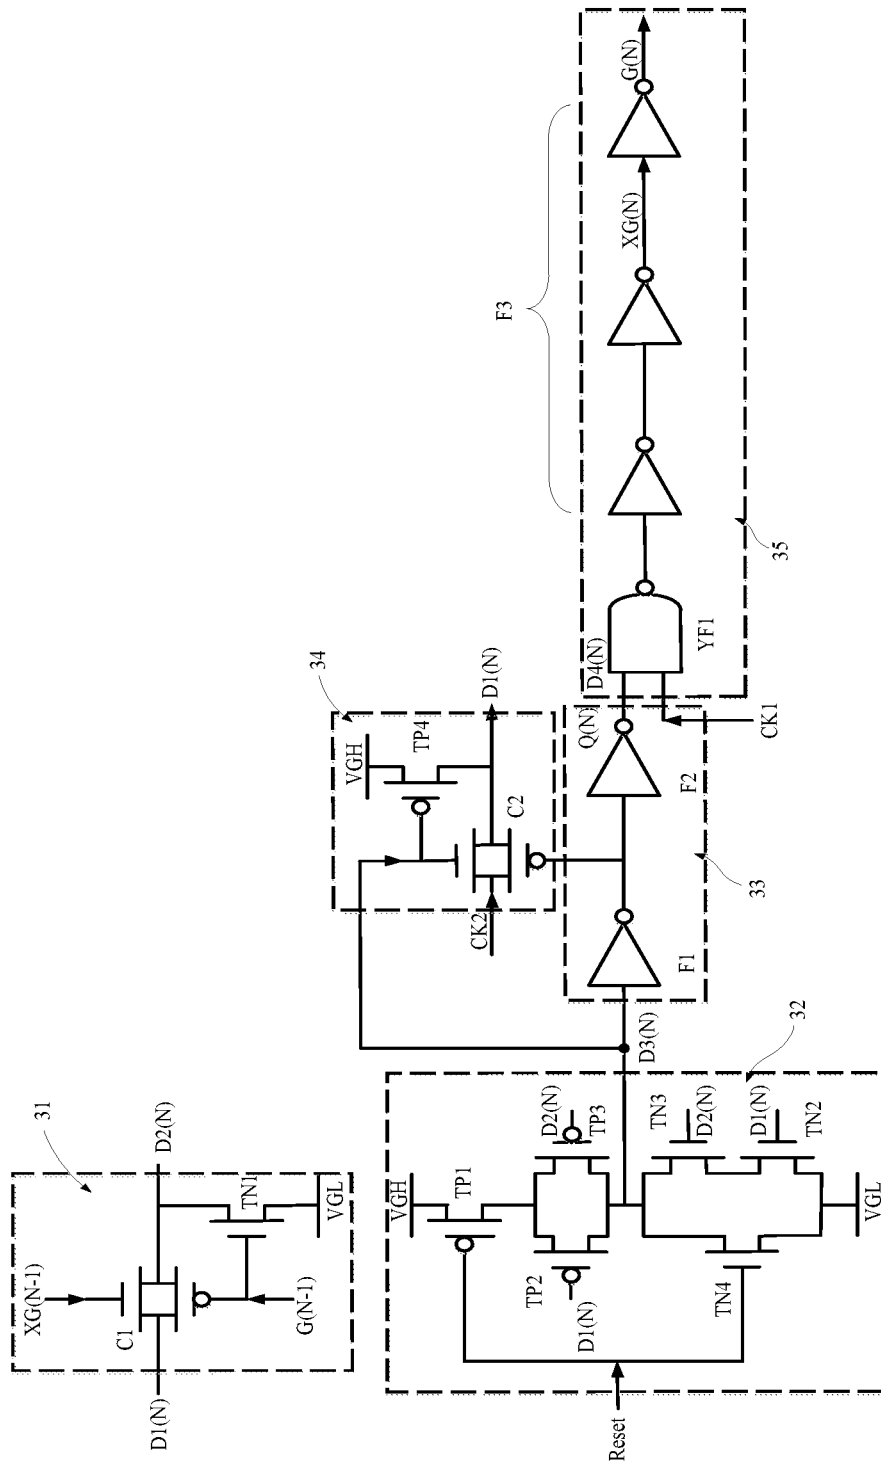 31
XG(N-1)
D2(N)
C1
TN1
VGL
G(N-1)
D1(N)
34
VGH
TP4
D1(N)
C2
CK2
F3
G(N)
XG(N)
35
D4(N)
YF1
CK1
Q(N)
F2
33
F1
D3(N)
32
VGH
TP1
D2(N)
TP3
TP2
D1(N)
TN3
D2(N)
D1(N)
TN2
TN4
VGL
Reset